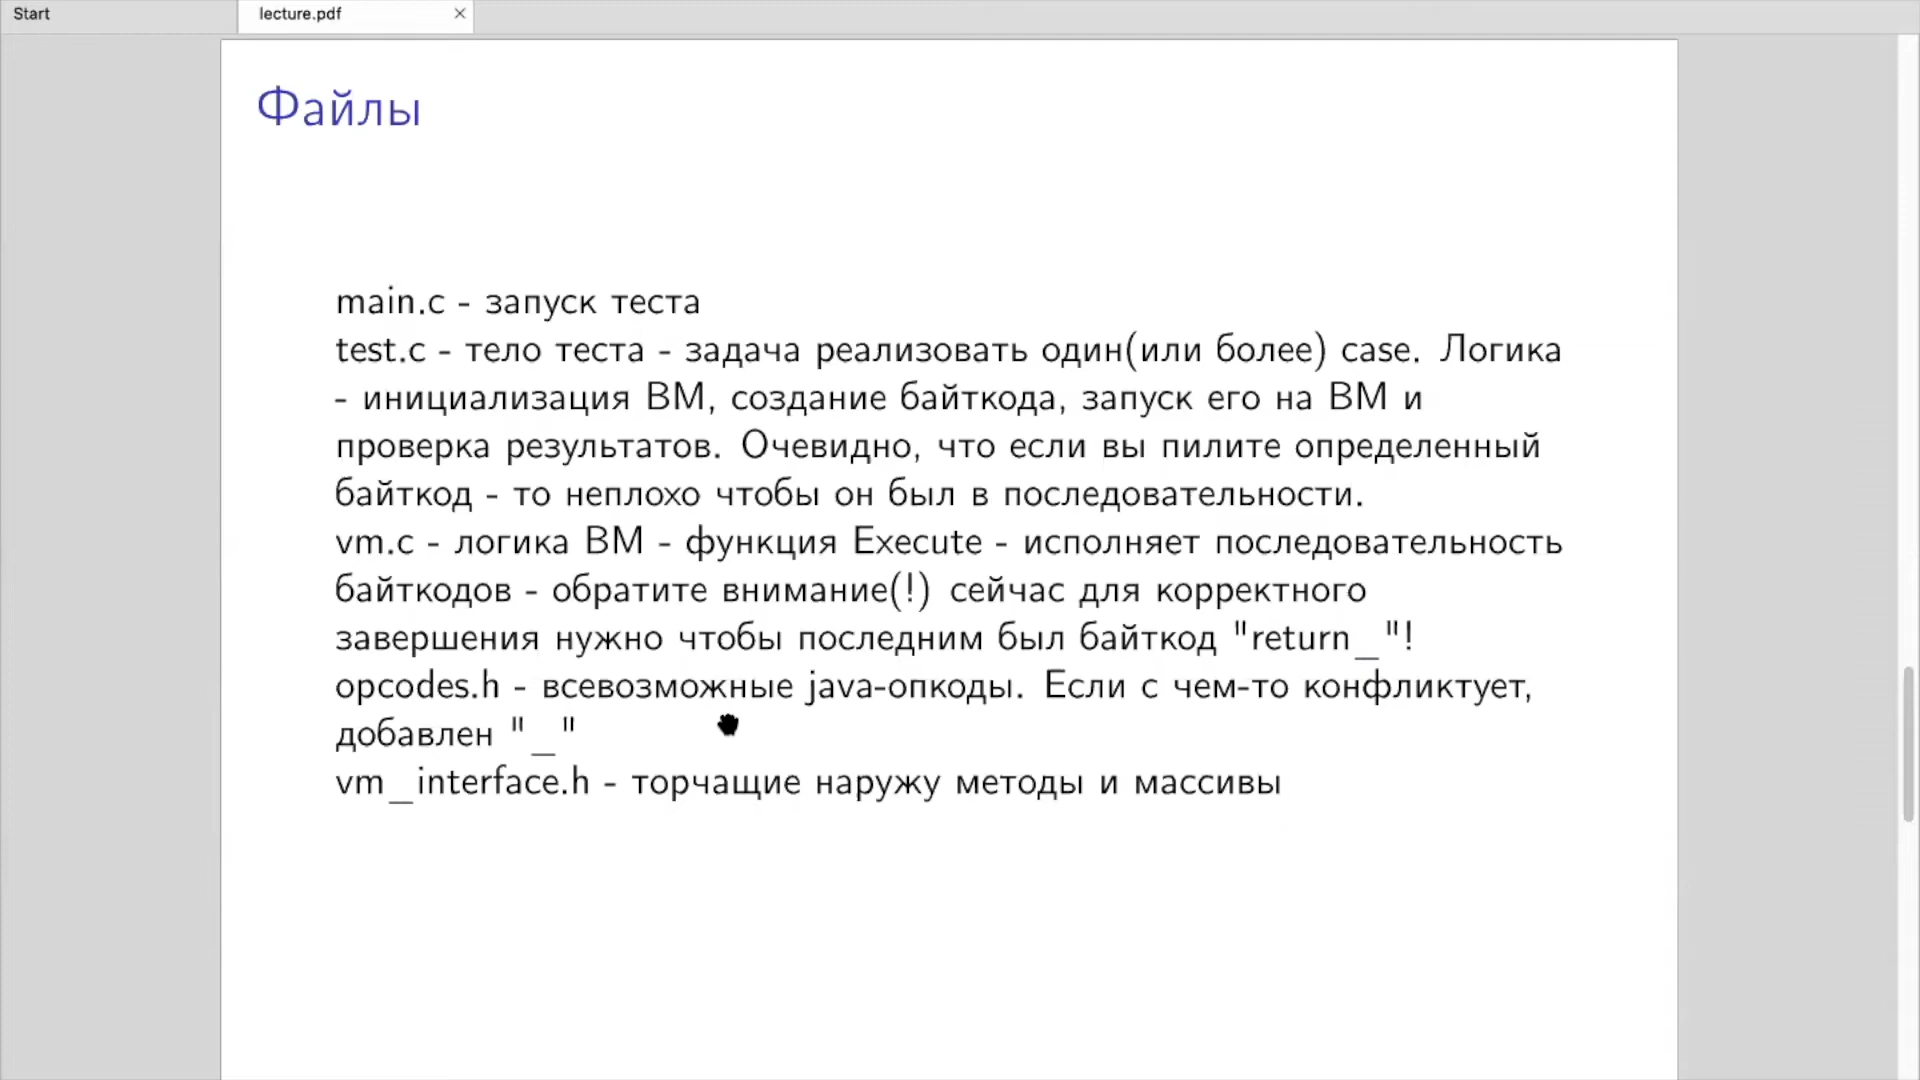 Start
lecture.pdf
Файлы
main.c - запуск теста
test.c - тело теста - задача реализовать один(или более) case. Логика
- инициализация ВМ, создание байткода, запуск его на ВМ и
проверка результатов. Очевидно, что если вы пилите определенный
байткод - то неплохо чтобы он был в последовательности.
vm.c - логика ВМ - функция Execute - исполняет последовательность
байткодов - обратите внимание(!) сейчас для корректного
завершения нужно чтобы последним был байткод "return_"!
opcodes.h - всевозможные java-опкоды. Если с чем-то конфликтует,
добавлен "_"
vm_interface.h - торчащие наружу методы и массивы